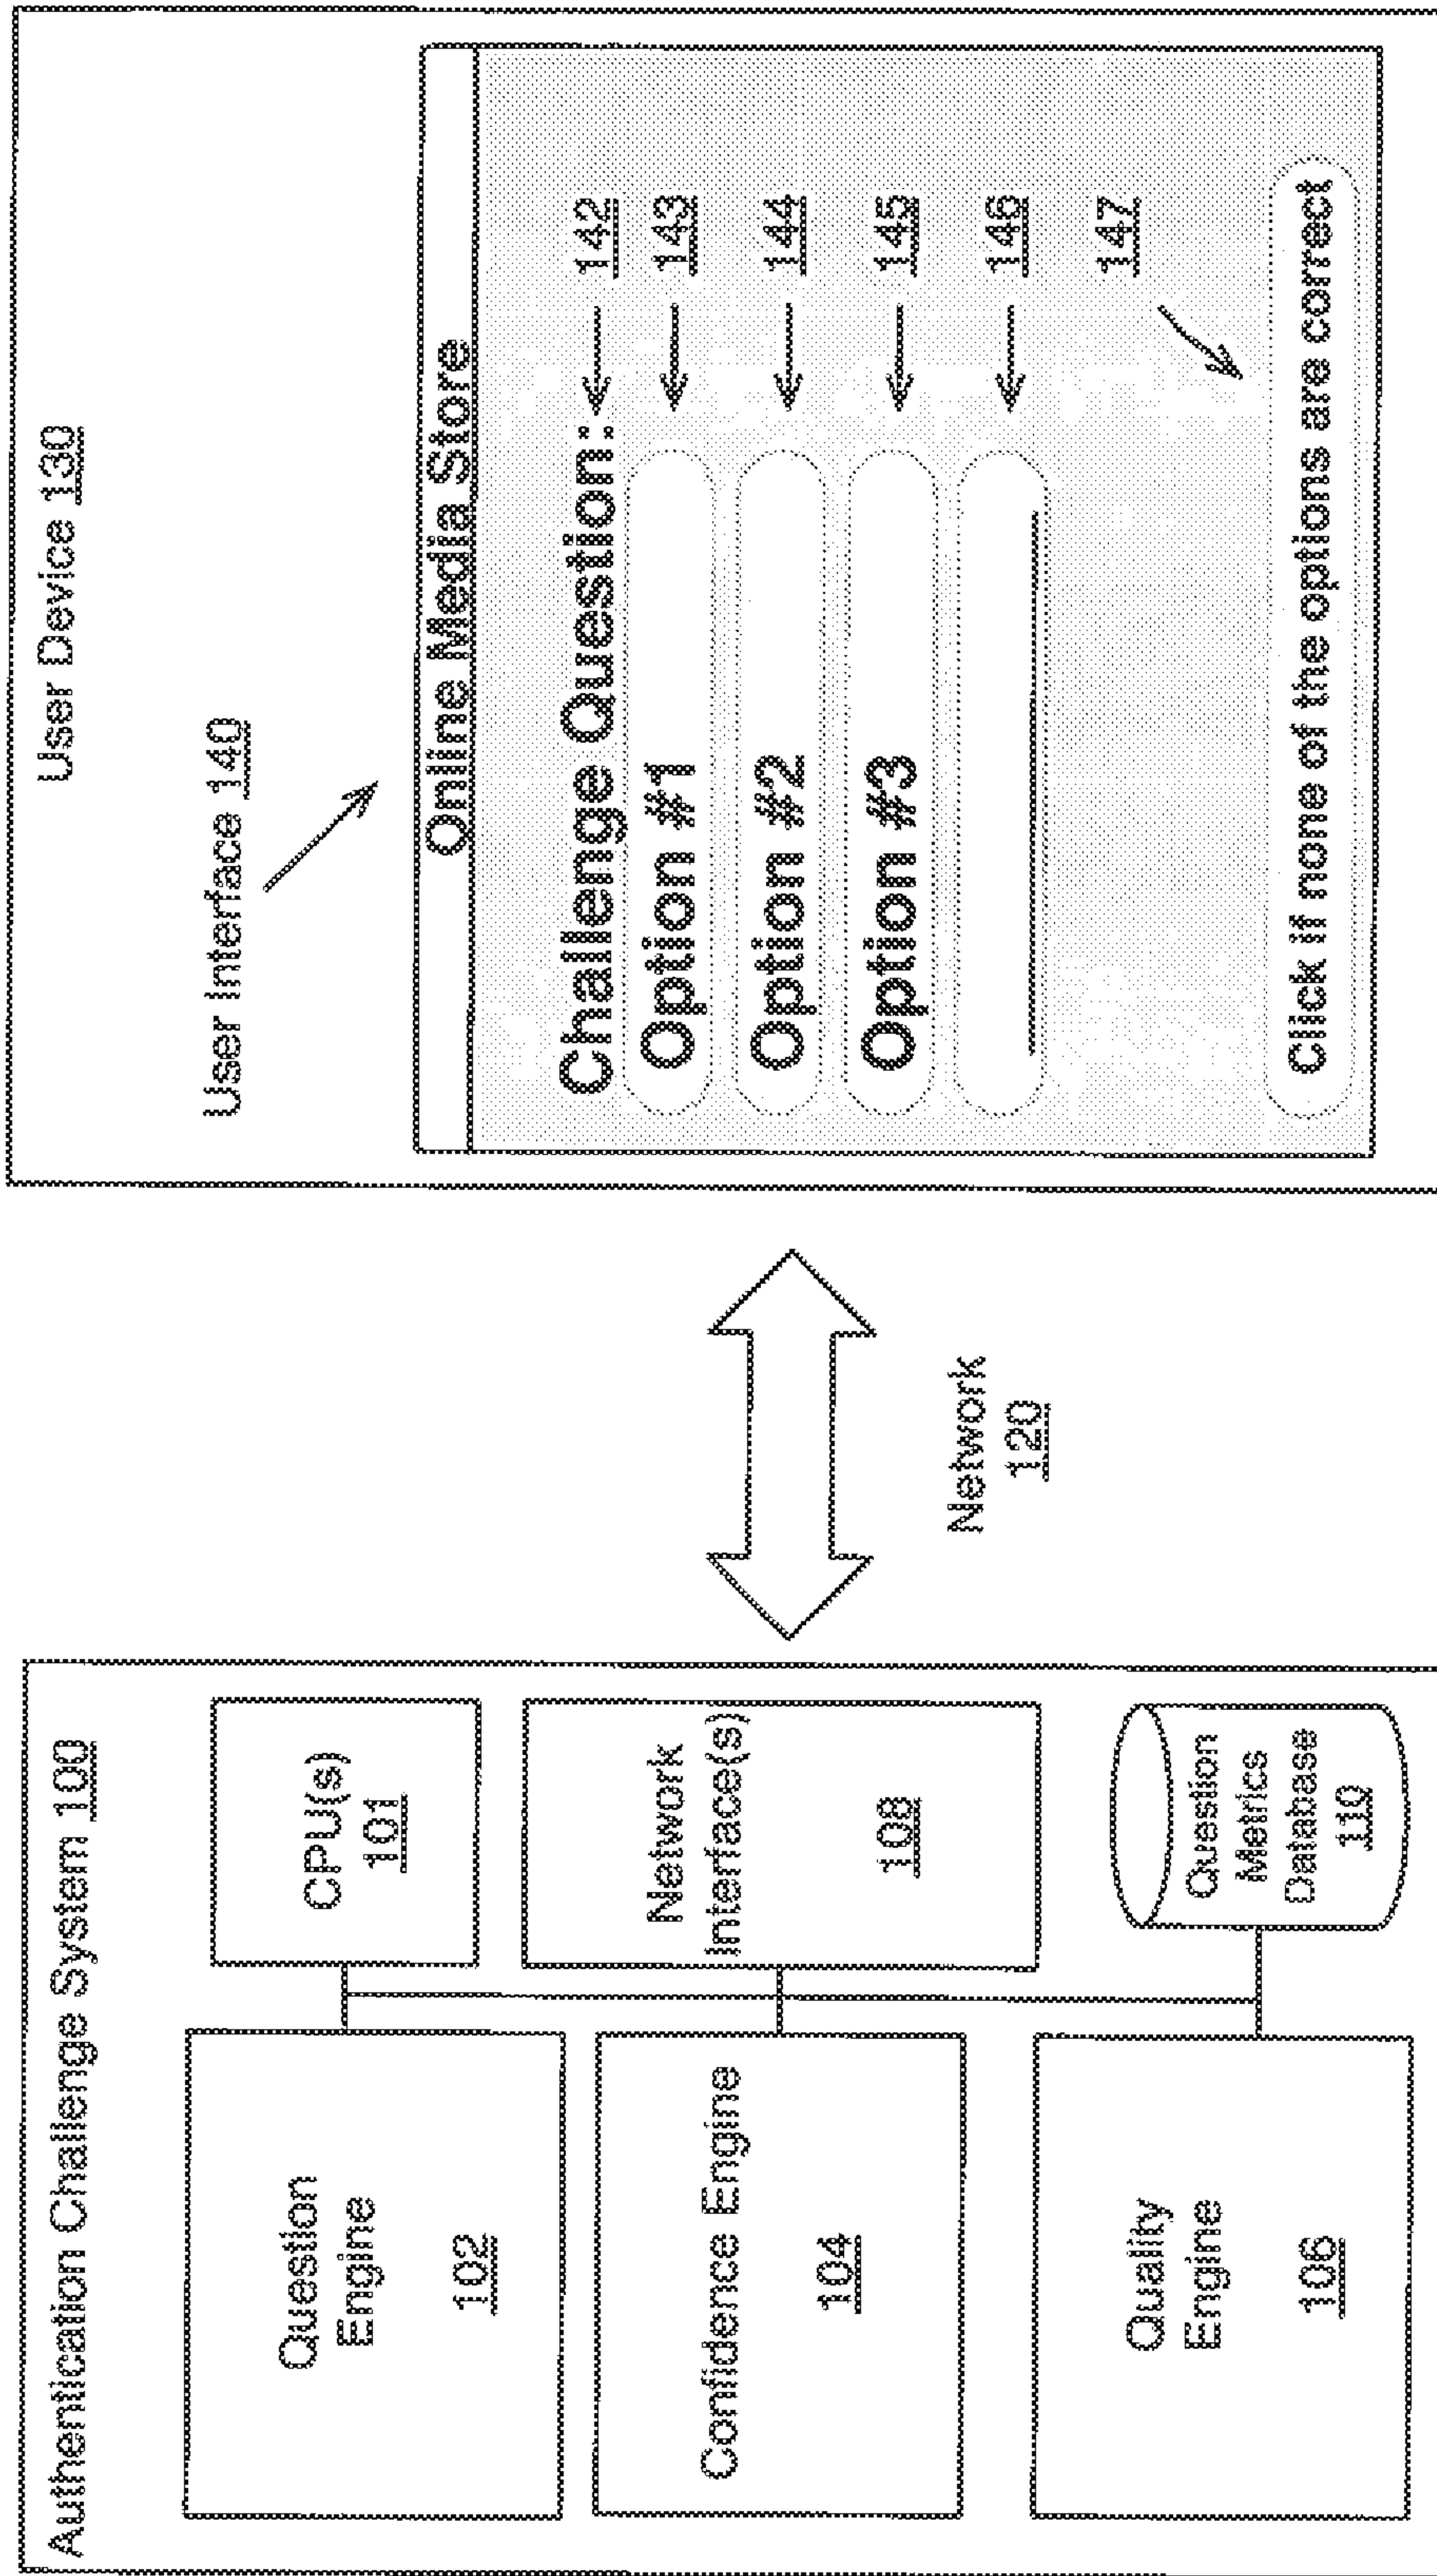 Authentication Challenge System 100
Question
Engine
102
CPU(s)
101
Confidence Engine
104
Network
Interface(s)
108
Quality
Engine
106
Question
Metrics
Database
110
Network
120
User Device 130
User Interface 140
Online Media Store
Challenge Question:
142
Option #1
143
Option #2
144
Option #3
145
146
147
Click if none of the options are correct